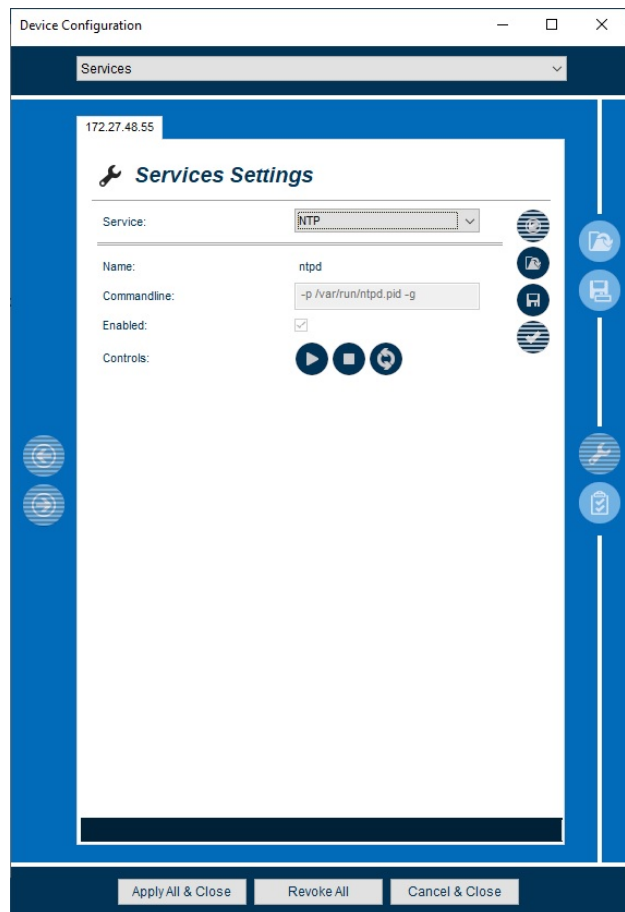 Device Configuration
Services
172.27.48.55
Services Settings
Service: NTP
Name: ntpd
Commandline: -p /var/run/ntpd.pid -g
Enabled:
Controls:
Apply All & Close Revoke All Cancel & Close